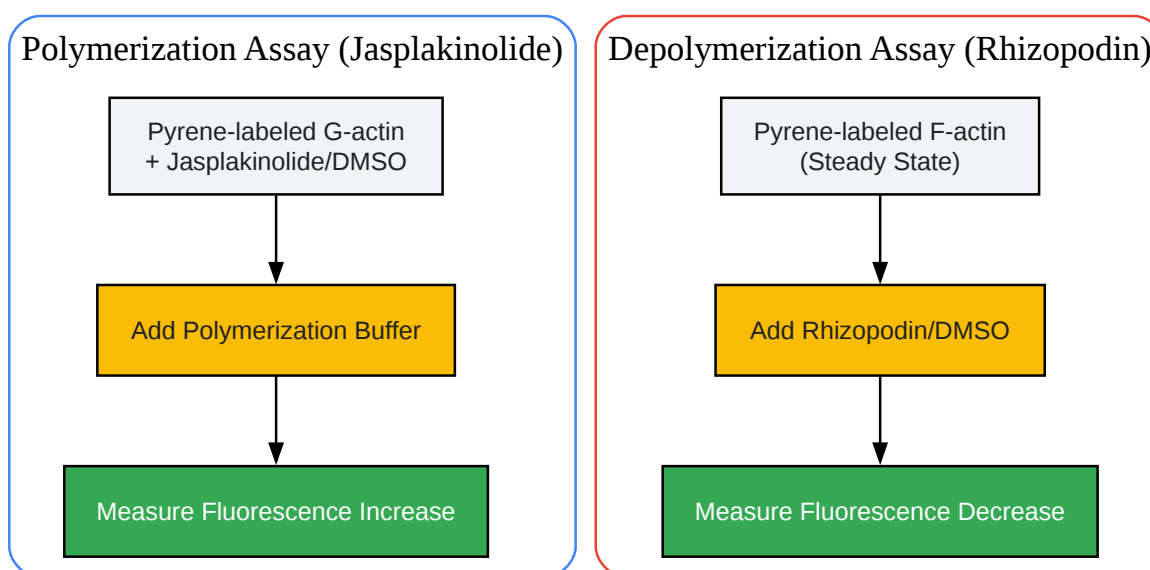 Polymerization Assay (Jasplakinolide)
Pyrene-labeled G-actin
+ Jasplakinolide/DMSO
Add Polymerization Buffer
Measure Fluorescence Increase
Depolymerization Assay (Rhizopodin)
Pyrene-labeled F-actin
(Steady State)
Add Rhizopodin/DMSO
Measure Fluorescence Decrease